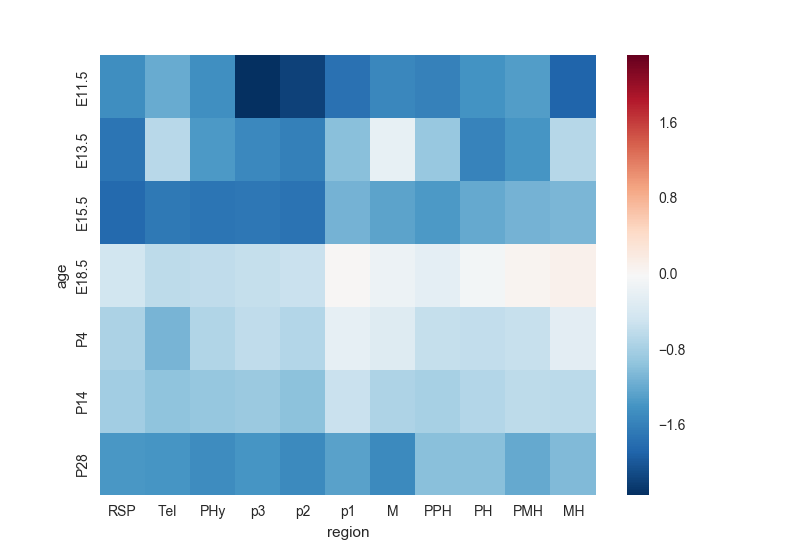 E11.5
E13.5
E15.5
E18.5
P4
P14
P28
age
RSP Tel PHy p3 p2 p1 M PPH PH PMH MH
region
1.6
0.8
0.0
−0.8
−1.6